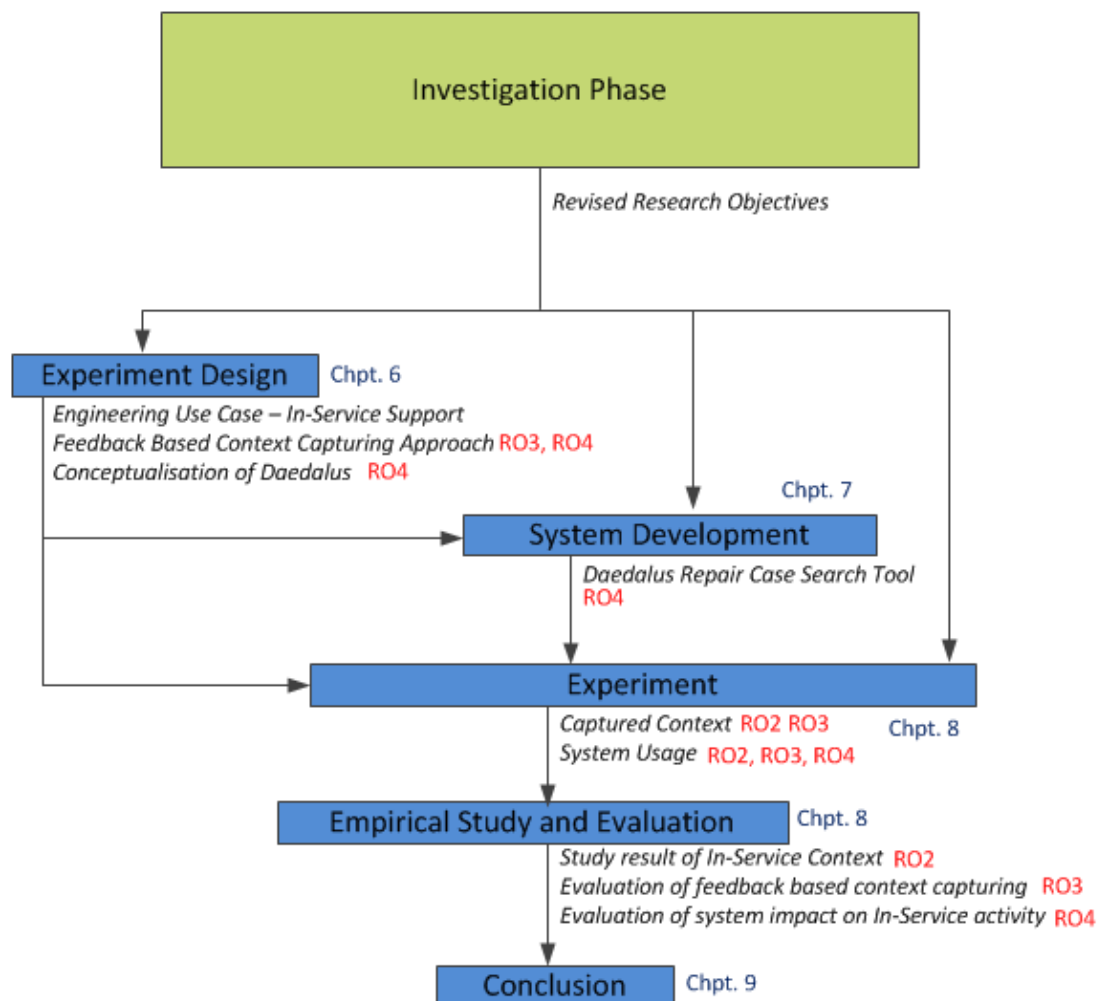 Investigation Phase
Revised Research Objectives
Experiment Design Chpt. 6
Engineering Use Case – In-Service Support
Feedback Based Context Capturing Approach RO3, RO4
Conceptualisation of Daedalus RO4
Chpt. 7
System Development
Daedalus Repair Case Search Tool
RO4
Experiment
Captured Context RO2 RO3
Chpt. 8
System Usage RO2, RO3, RO4
Empirical Study and Evaluation Chpt. 8
Study result of In-Service Context RO2
Evaluation of feedback based context capturing RO3
Evaluation of system impact on In-Service activity RO4
Conclusion Chpt. 9